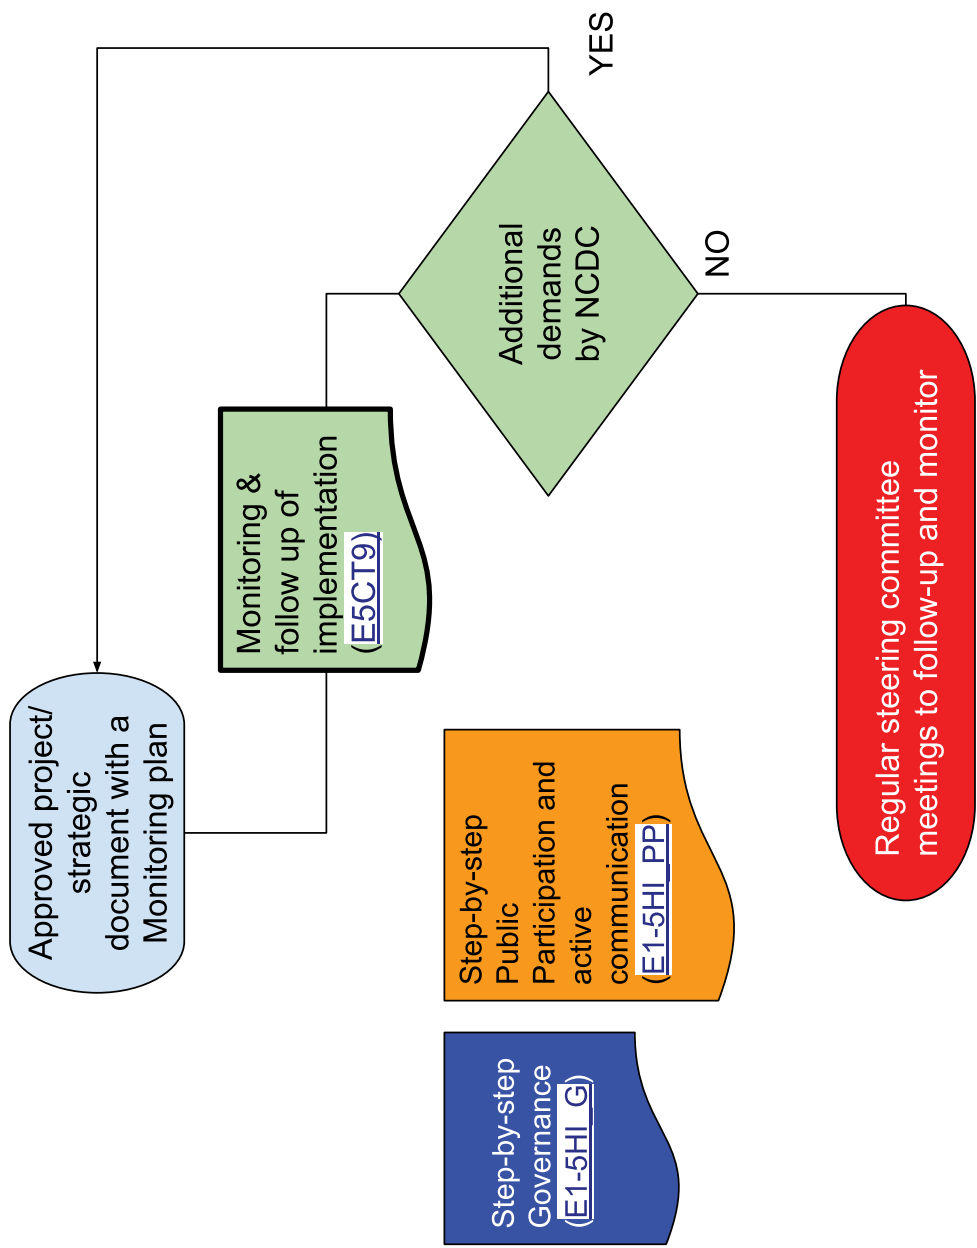 Approved project/
strategic
document with a
Monitoring plan
Monitoring &
follow up of
implementation
(E5CT9)
Additional
demands
by NCDC
YES
NO
Step-by-step
Governance
(E1-5HI_G)
Step-by-step
Public
Participation and
active
communication
(E1-5HI_PP)
Regular steering committee
meetings to follow-up and monitor